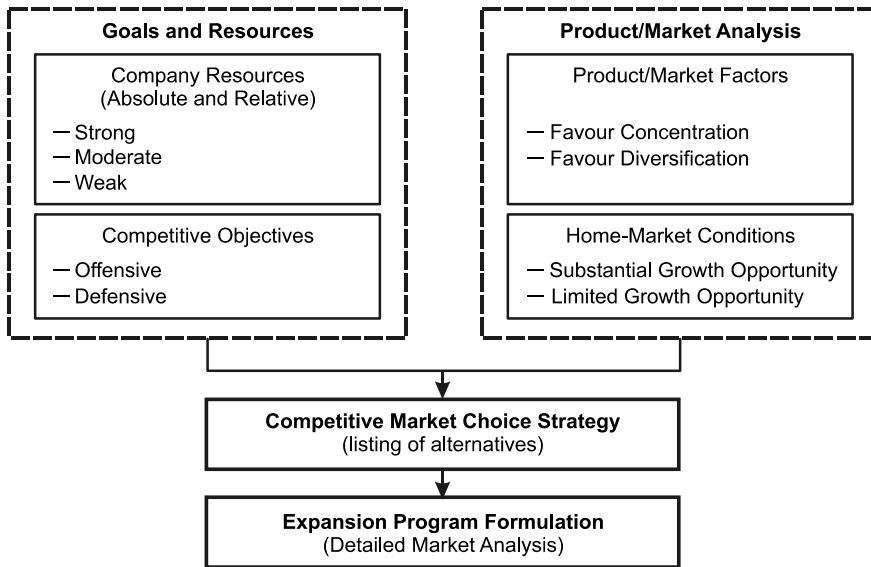 Goals and Resources
Company Resources
(Absolute and Relative)
— Strong
— Moderate
— Weak
Competitive Objectives
— Offensive
— Defensive
Product/Market Analysis
Product/Market Factors
— Favour Concentration
— Favour Diversification
Home-Market Conditions
— Substantial Growth Opportunity
— Limited Growth Opportunity
Competitive Market Choice Strategy
(listing of alternatives)
Expansion Program Formulation
(Detailed Market Analysis)